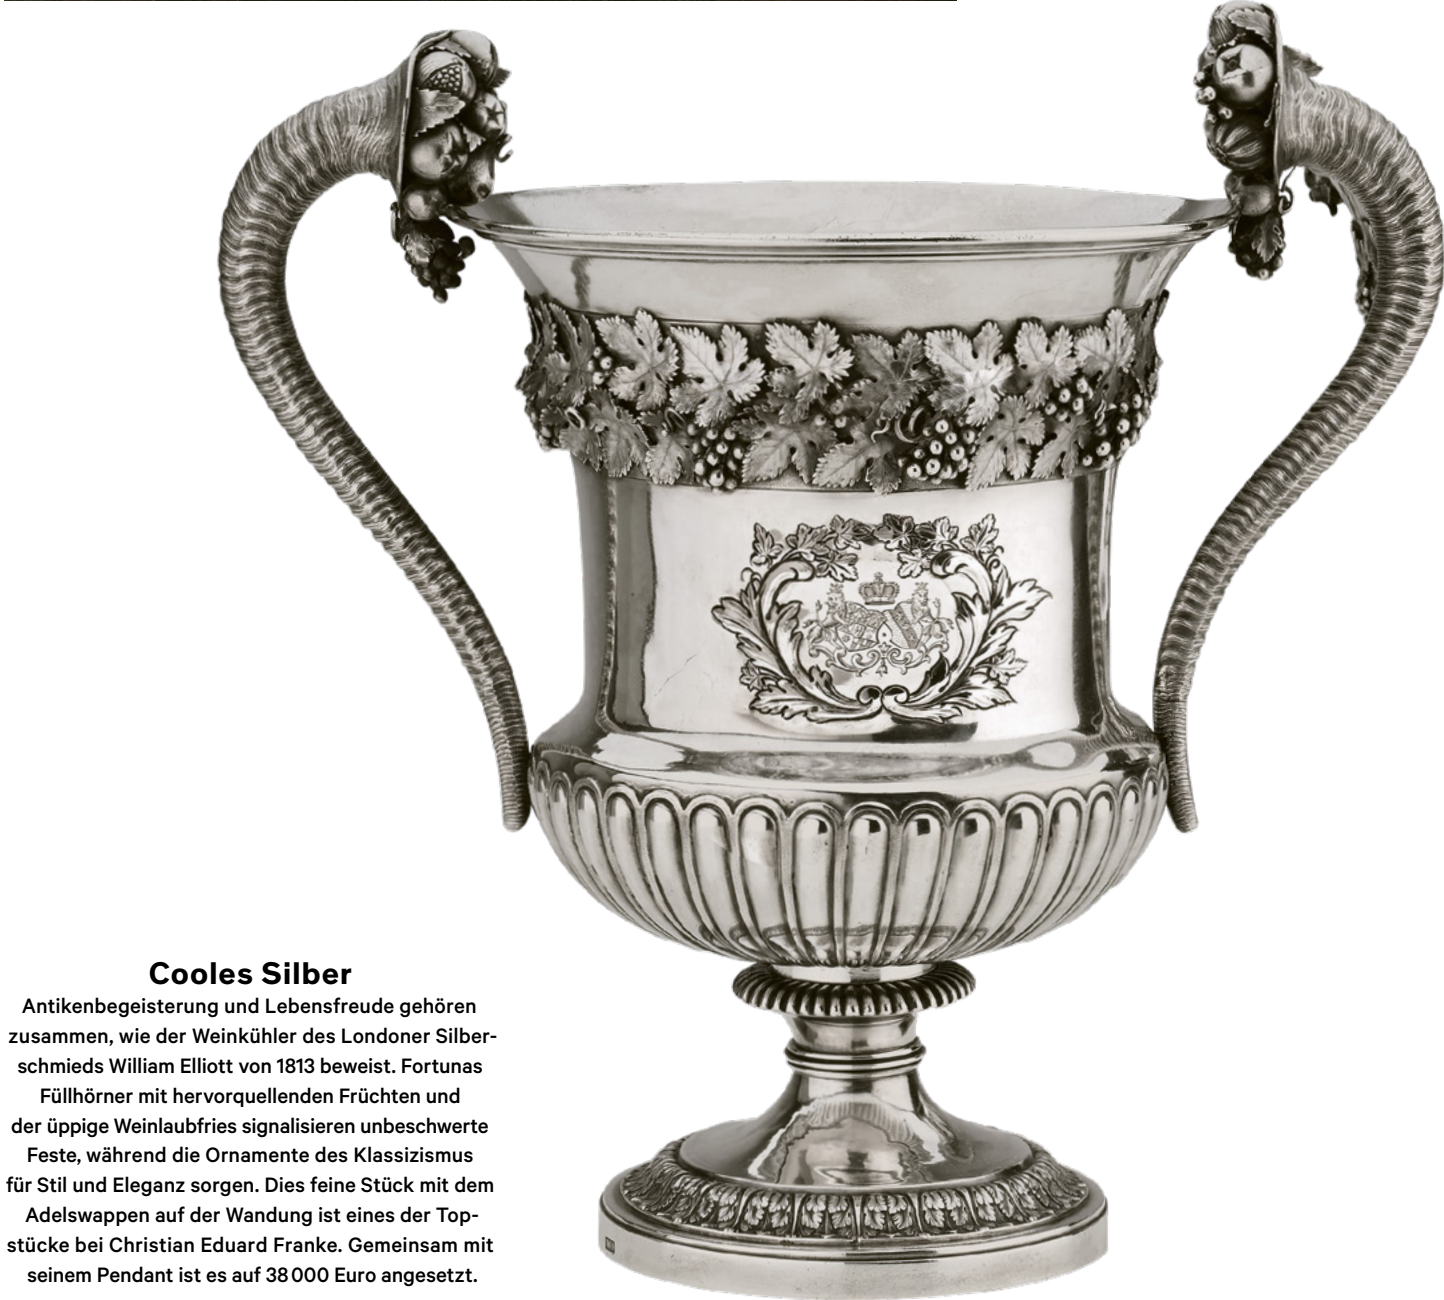 Cooles Silber
Antikenbegeisterung und Lebensfreude gehören
zusammen, wie der Weinkühler des Londoner Silber-
schmieds William Elliott von 1813 beweist. Fortunas
Füllhörner mit hervorquellenden Früchten und
der üppige Weinlaubfries signalisieren unbeschwerte
Feste, während die Ornamente des Klassizismus
für Stil und Eleganz sorgen. Dies feine Stück mit dem
Adelswappen auf der Wandung ist eines der Top-
stücke bei Christian Eduard Franke. Gemeinsam mit
seinem Pendant ist es auf 38 000 Euro angesetzt.